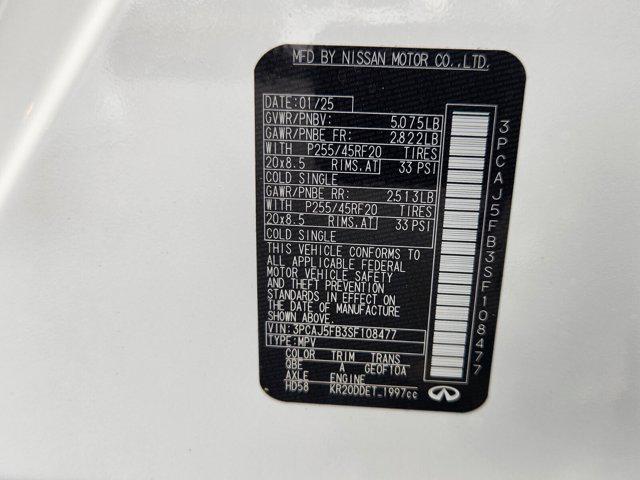 MFD BY NISSAN MOTOR CO.,LTD.
DATE:01/25
GVWR/PNBV: 5.075LB
GAWR/PNBE FR: 2.822LB
WITH P255/45RF20 TIRES
20x8.5 RIMS.AT 33 PSI
COLD SINGLE
GAWR/PNBE RR: 2.513LB
WITH P255/45RF20 TIRES
20x8.5 RIMS.AT 33 PSI
COLD SINGLE
THIS VEHICLE CONFORMS TO
ALL APPLICABLE FEDERAL
MOTOR VEHICLE SAFETY
AND THEFT PREVENTION
STANDARDS IN EFFECT ON
THE DATE OF MANUFACTURE
SHOWN ABOVE.
VIN:3PCAJ5FB3SF108477
TYPE:MPV
COLOR TRIM TRANS
QBE A GE0F10A
AXLE ENGINE
HD58 KR20DDET 1997cc
3PCAJ5FB3SF108477